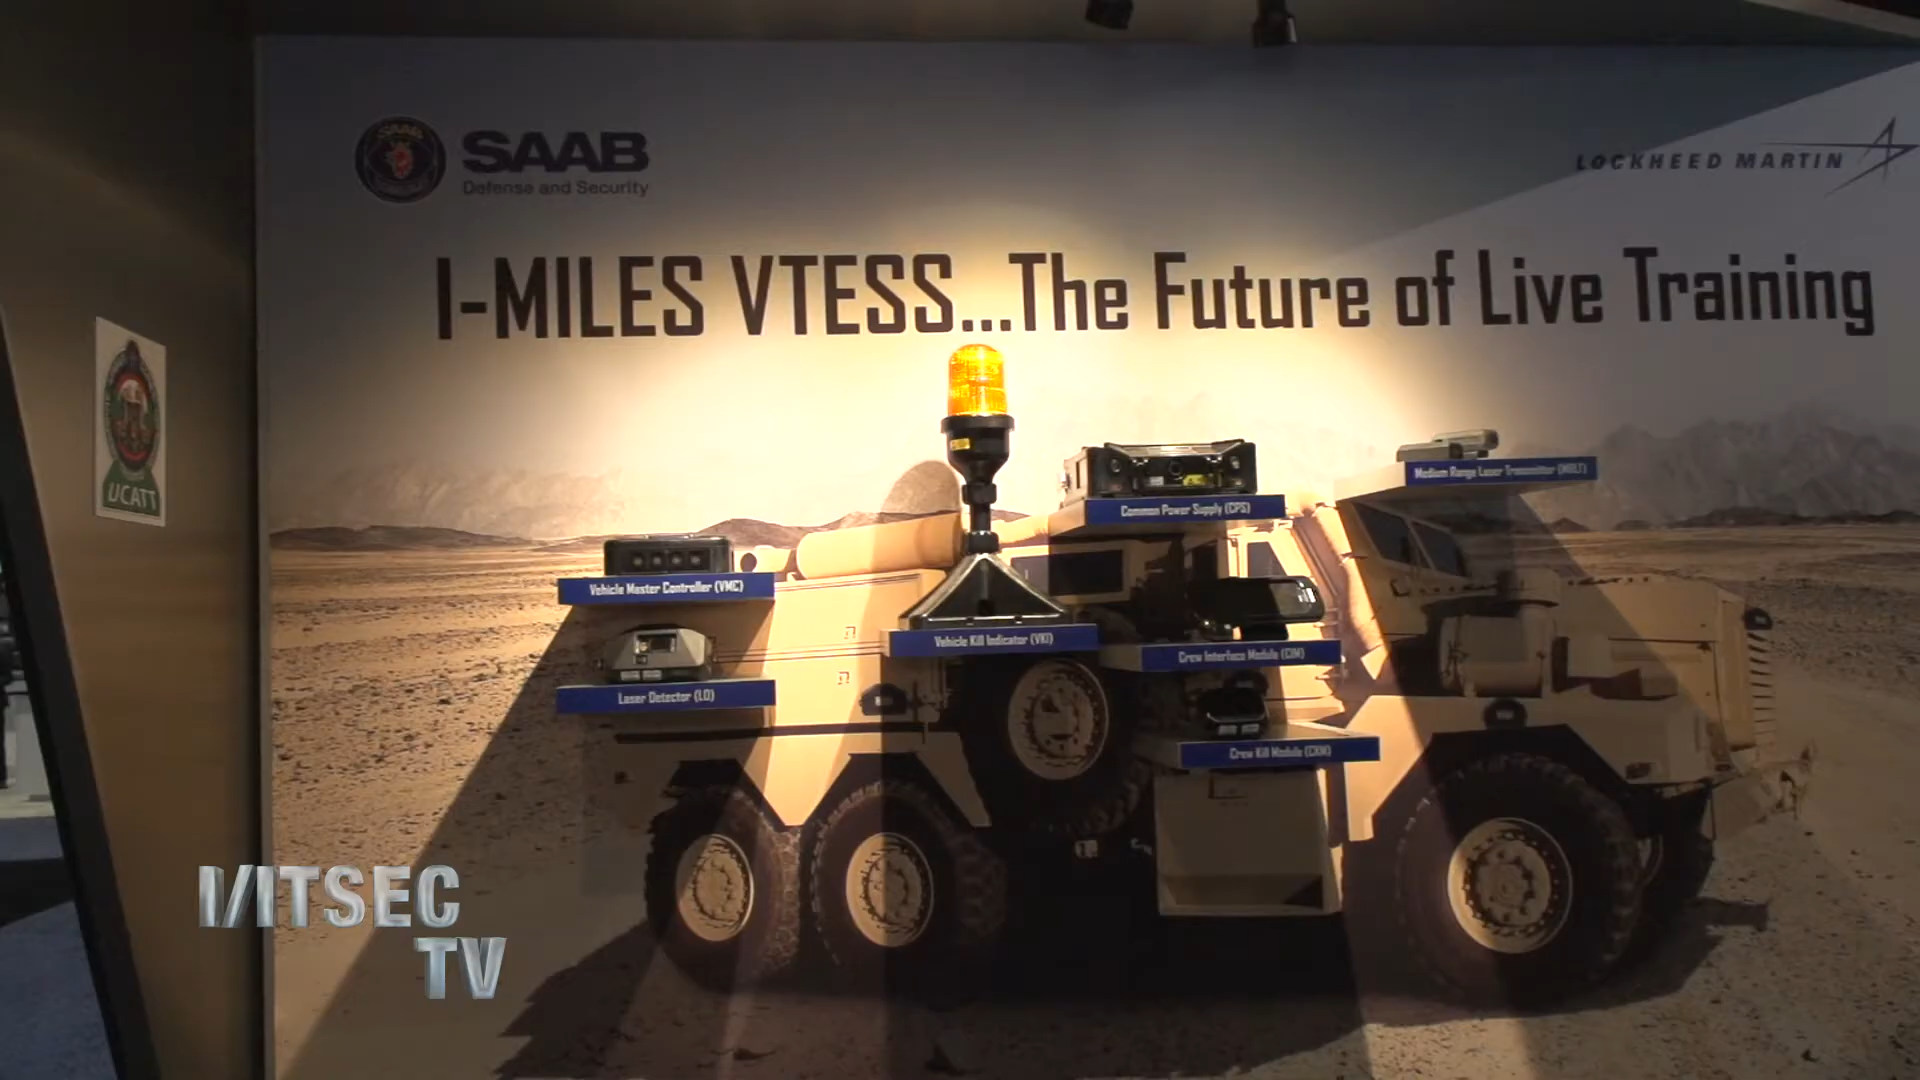 SAAB
SAAB
Defense and Security
LOCKHEED MARTIN
I-MILES VTESS...The Future of Live Training
UCATT
Medium Range Laser Transmitter (MRLT)
Common Power Supply (CPS)
Vehicle Master Controller (VMC)
Vehicle Kill Indicator (VKI)
Crew Interface Module (CIM)
Laser Detector (LD)
Crew Kill Module (CKM)
I/ITSEC
TV